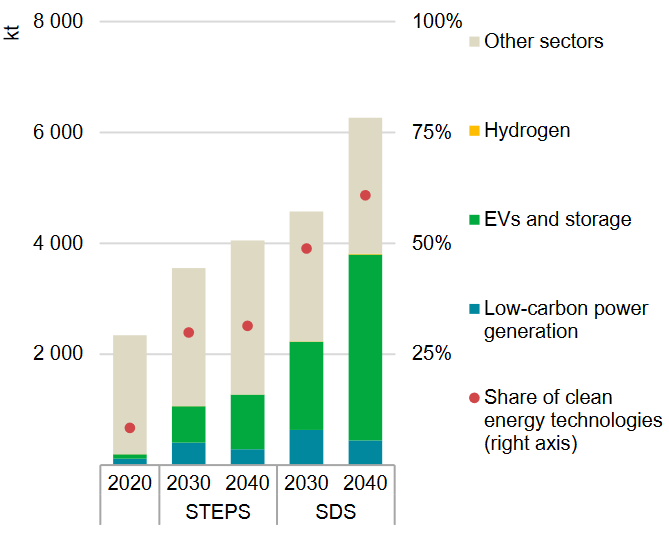 kt
8 000
6 000
4 000
2 000
100%
75%
50%
25%
2020
2030
2040
2030
2040
STEPS
SDS
Other sectors
Hydrogen
EVs and storage
Low-carbon power
generation
Share of clean
energy technologies
(right axis)